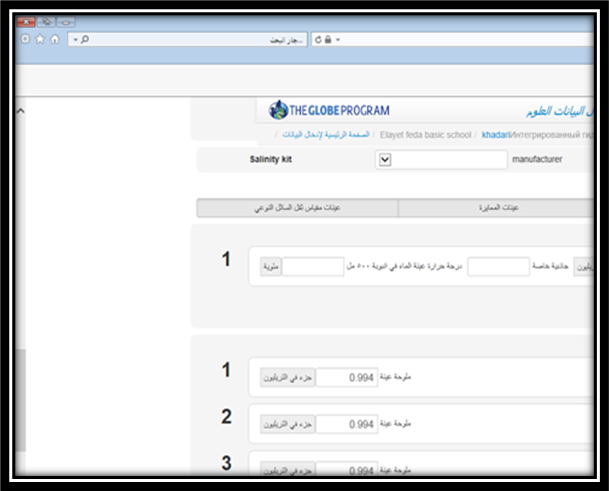 جار البحث...
THE GLOBE PROGRAM
ل البيانات العلوم
الصفحة الرئيسية لإدخال البيانات / Elayet feda basic school / khadariИнтегрированный гид
Salinity kit manufacturer
عينات المعايرة عينات مقياس ثقل السائل النوعي
1
يليون جاذبية خاصة درجة حرارة عينة الماء في انبوبة ٥٠٠ مل مئوية
1
ملوحة عينة 0.994 جزء في التريليون
2
ملوحة عينة 0.994 جزء في التريليون
3
ملوحة عينة 0.994 جزء في التريليون